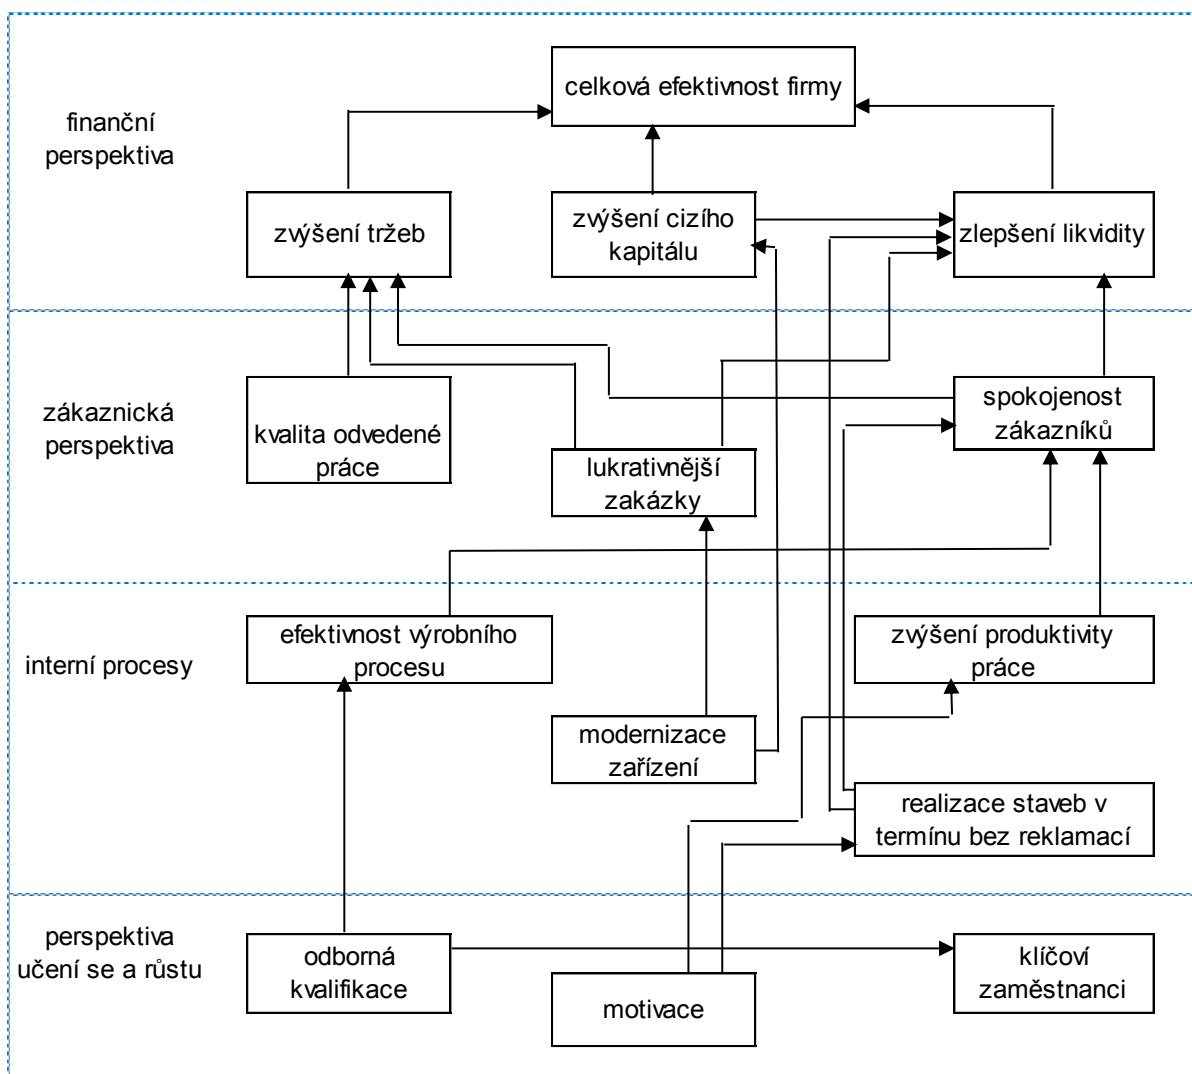 celková efektivnost firmy
finanční
perspektiva
zvýšení tržeb
zvýšení cizího
kapitálu
zlepšení likvidity
zákaznická
perspektiva
kvalita odvedené
práce
lukrativnější
zakázky
spokojenost
zákazníků
interní procesy
efektivnost výrobního
procesu
zvýšení produktivity
práce
modernizace
zařízení
realizace staveb v
termínu bez reklamací
perspektiva
učení se a růstu
odborná
kvalifikace
motivace
klíčoví
zaměstnanci